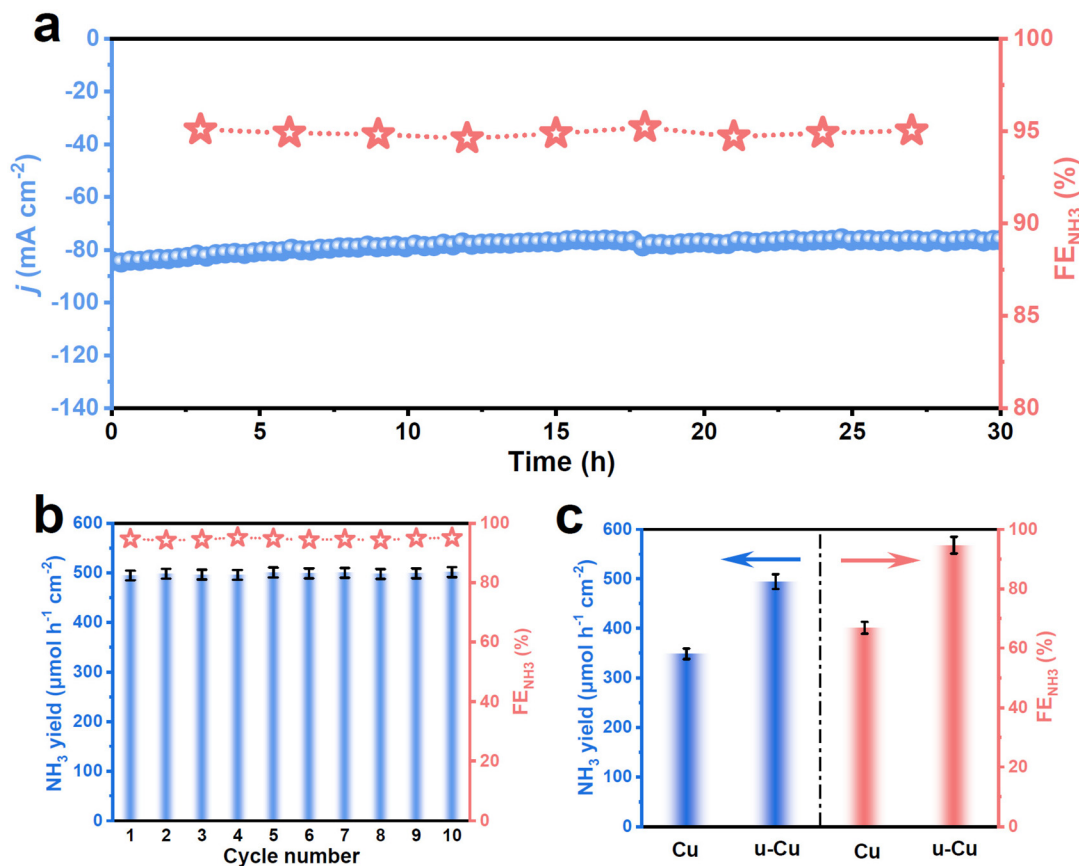 a
j (mA cm⁻²)
0
-20
-40
-60
-80
-100
-120
-140
100
95
90
85
80
FE_NH3 (%)
0 5 10 15 20 25 30
Time (h)
b
NH₃ yield (μmol h⁻¹ cm⁻²)
600
500
400
300
200
100
0
100
80
60
40
20
0
FE_NH3 (%)
1 2 3 4 5 6 7 8 9 10
Cycle number
c
NH₃ yield (μmol h⁻¹ cm⁻²)
600
500
400
300
200
100
0
100
80
60
40
20
0
FE_NH3 (%)
Cu u-Cu Cu u-Cu